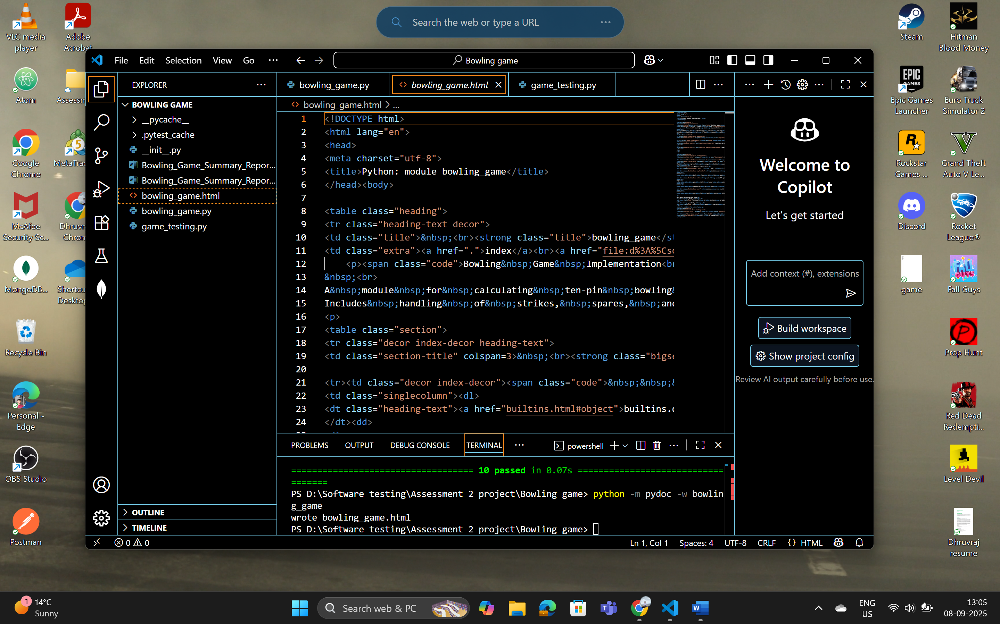 VLC media
player
Adobe
Acrobat
Atom
Assessm
Google
Chrome
MetaTrad
McAfee
Security Sc...
Dhruvr
Chrom
MongoDB...
Shortcu
Desktop
Recycle Bin
Personal -
Edge
OBS Studio
Postman
Search the web or type a URL
File Edit Selection View Go
Bowling game
EXPLORER
BOWLING GAME
__pycache__
.pytest_cache
__init__.py
Bowling_Game_Summary_Repor...
Bowling_Game_Summary_Repor...
bowling_game.html
bowling_game.py
game_testing.py
OUTLINE
TIMELINE
bowling_game.py
bowling_game.html
game_testing.py
bowling_game.html > ...
1 <!DOCTYPE html>
2 <html lang="en">
3 <head>
4 <meta charset="utf-8">
5 <title>Python: module bowling_game</title>
6 </head><body>
7
8 <table class="heading">
9 <tr class="heading-text decor">
10 <td class="title">&nbsp;<br><strong class="title">bowling_game</st
11 <td class="extra"><a href=".">index</a><br><a href="file:d%3A%5Cso
12 <p><span class="code">Bowling&nbsp;Game&nbsp;Implementation<br
13 &nbsp;<br>
14 A&nbsp;module&nbsp;for&nbsp;calculating&nbsp;ten-pin&nbsp;bowling&
15 Includes&nbsp;handling&nbsp;of&nbsp;strikes,&nbsp;spares,&nbsp;and
16 <p>
17 <table class="section">
18 <tr class="decor index-decor heading-text">
19 <td class="section-title" colspan=3>&nbsp;<br><strong class="bigse
20
21 <tr><td class="decor index-decor"><span class="code">&nbsp;&nbsp;&
22 <td class="singlecolumn"><dl>
23 <dt class="heading-text"><a href="builtins.html#object">builtins.o
24 </dt><dd>
PROBLEMS OUTPUT DEBUG CONSOLE TERMINAL
powershell
=================================== 10 passed in 0.07s ============================
=======
PS D:\Software testing\Assessment 2 project\Bowling game> python -m pydoc -w bowlin
g_game
wrote bowling_game.html
PS D:\Software testing\Assessment 2 project\Bowling game>
Welcome to
Copilot
Let's get started
Add context (#), extensions
Build workspace
Show project config
Review AI output carefully before use.
0 0
Ln 1, Col 1 Spaces: 4 UTF-8 CRLF {} HTML
Steam
Hitman
Blood Money
EPIC
GAMES
Epic Games
Launcher
Euro Truck
Simulator 2
Rockstar
Games ...
Grand Theft
Auto V Le...
Discord
Rocket
League®
game
FALL
GUYS
Fall Guys
Prop Hunt
Red Dead
Redempti...
Level Devil
Dhruvraj
resume
1
14°C
Sunny
Search web & PC
ENG
US
13:05
08-09-2025